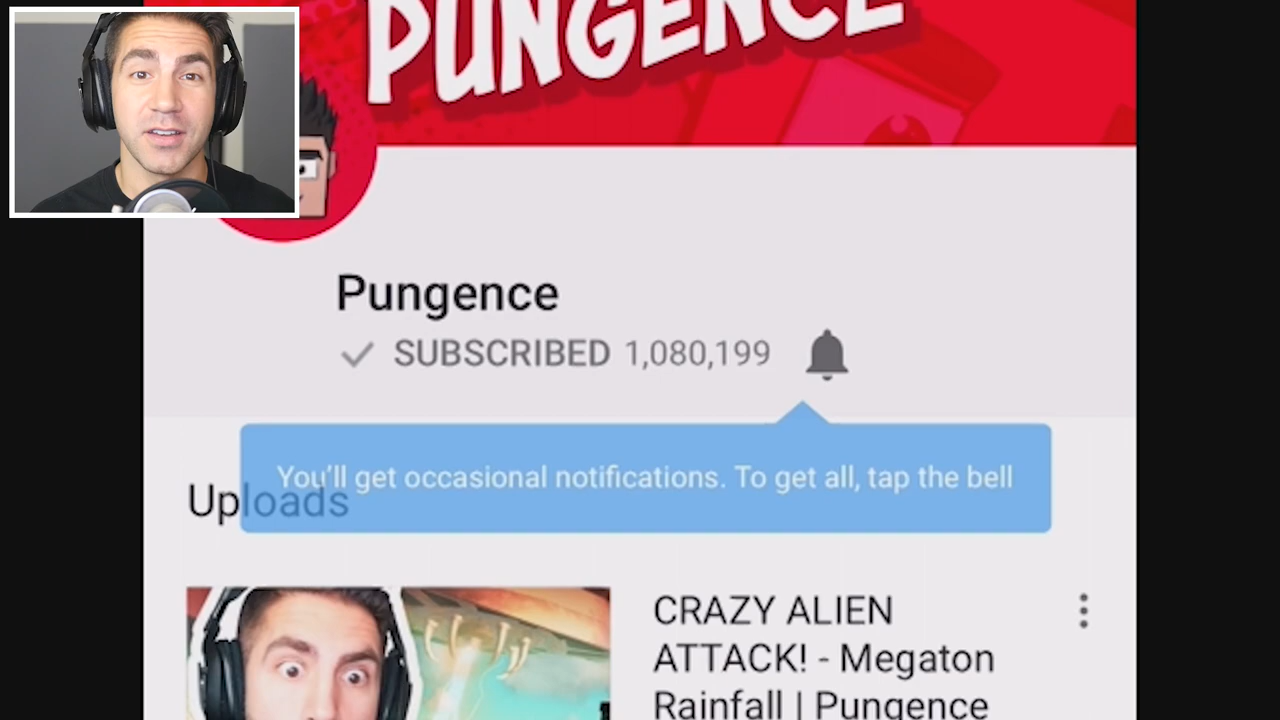 PUNGENCE
Pungence
SUBSCRIBED 1,080,199
You'll get occasional notifications. To get all, tap the bell
Uploads
CRAZY ALIEN
ATTACK! - Megaton
Rainfall | Pungence